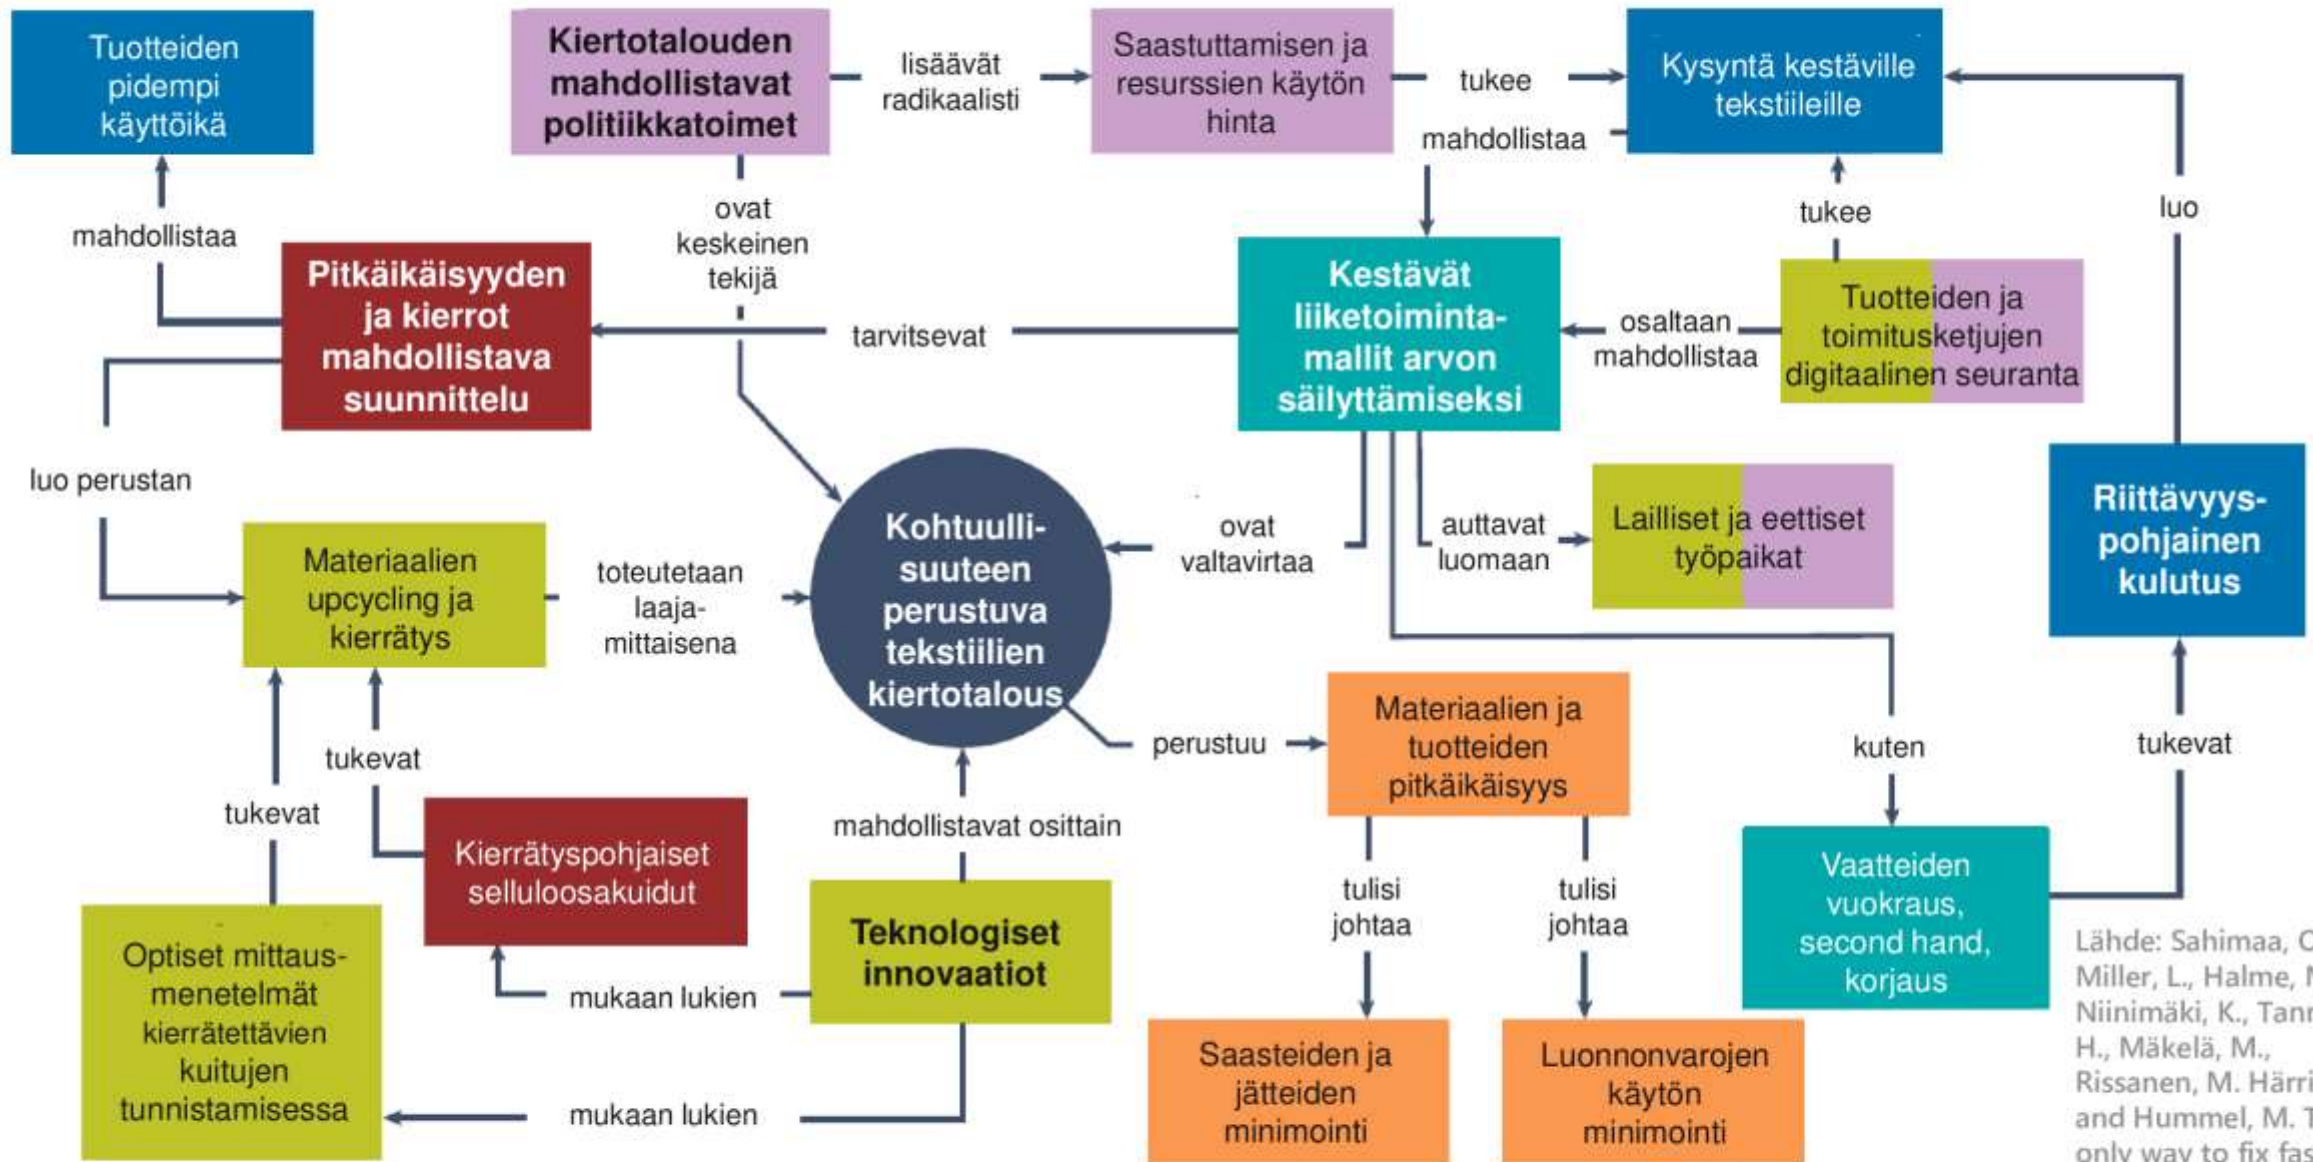 Tuotteiden
pidempi
käyttöikä
Kiertotalouden
mahdollistavat
politiikkatoimet
lisäävät
radikaalisti
Saastuttamisen ja
resurssien käytön
hinta
tukee
Kysyntä kestäville
tekstiileille
mahdollistaa
mahdollistaa
ovat
keskeinen
tekijä
tukee
luo
Pitkäikäisyyden
ja kierrot
mahdollistava
suunnittelu
tarvitsevat
Kestävät
liiketoiminta-
mallit arvon
säilyttämiseksi
osaltaan
mahdollistaa
Tuotteiden ja
toimitusketjujen
digitaalinen seuranta
luo perustan
Materiaalien
upcycling ja
kierrätys
toteutetaan
laaja-
mittaisena
Kohtuulli-
suuteen
perustuva
tekstiilien
kiertotalous
ovat
valtavirtaa
auttavat
luomaan
Lailliset ja eettiset
työpaikat
Riittävyys-
pohjainen
kulutus
tukevat
tukevat
perustuu
Materiaalien ja
tuotteiden
pitkäikäisyys
kuten
tukevat
Kierrätyspohjaiset
selluloosakuidut
mahdollistavat osittain
Teknologiset
innovaatiot
mukaan lukien
Optiset mittaus-
menetelmät
kierrätettävien
kuitujen
tunnistamisessa
mukaan lukien
tulisi
johtaa
tulisi
johtaa
Saasteiden ja
jätteiden
minimointi
Luonnonvarojen
käytön
minimointi
Vaatteiden
vuokraus,
second hand,
korjaus
Lähde: Sahimaa,
Miller, L., Halme,
Niinimäki, K.,
H., Mäkelä, M.,
Rissanen, M.
and Hummel, M.
only way to fix